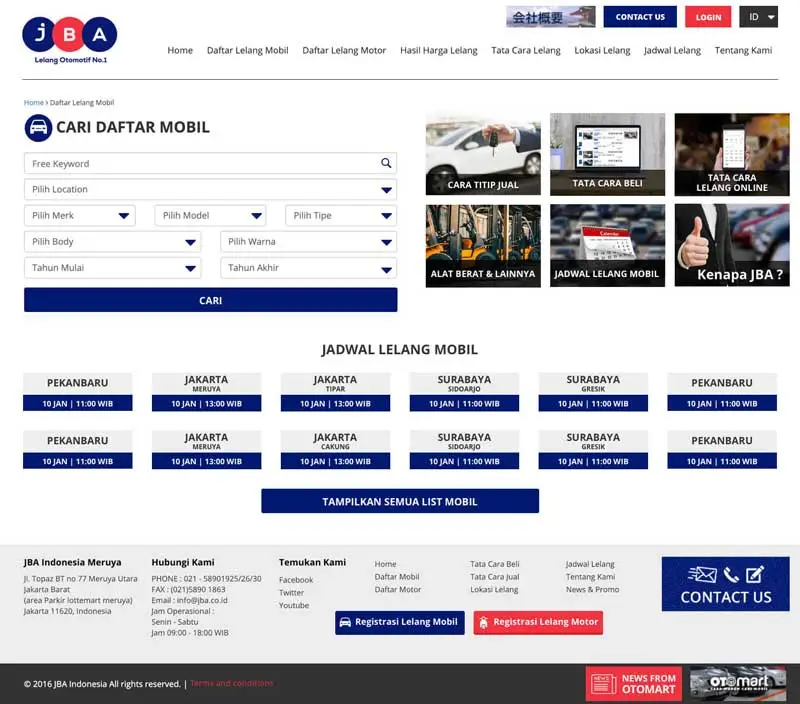 会社概要
CONTACT US
LOGIN
ID
JBA
Lelang Otomotif No.1
Home
Daftar Lelang Mobil
Daftar Lelang Motor
Hasil Harga Lelang
Tata Cara Lelang
Lokasi Lelang
Jadwal Lelang
Tentang Kami
Home › Daftar Lelang Mobil
CARI DAFTAR MOBIL
Free Keyword
Pilih Location
Pilih Merk
Pilih Model
Pilih Tipe
Pilih Body
Pilih Warna
Tahun Mulai
Tahun Akhir
CARI
CARA TITIP JUAL
TATA CARA BELI
TATA CARA
LELANG ONLINE
ALAT BERAT & LAINNYA
Calendar
JADWAL LELANG MOBIL
Kenapa JBA ?
JADWAL LELANG MOBIL
PEKANBARU
10 JAN | 11:00 WIB
JAKARTA
MERUYA
10 JAN | 13:00 WIB
JAKARTA
TIPAR
10 JAN | 13:00 WIB
SURABAYA
SIDOARJO
10 JAN | 11:00 WIB
SURABAYA
GRESIK
10 JAN | 11:00 WIB
PEKANBARU
10 JAN | 11:00 WIB
PEKANBARU
10 JAN | 11:00 WIB
JAKARTA
MERUYA
10 JAN | 13:00 WIB
JAKARTA
CAKUNG
10 JAN | 13:00 WIB
SURABAYA
SIDOARJO
10 JAN | 11:00 WIB
SURABAYA
GRESIK
10 JAN | 11:00 WIB
PEKANBARU
10 JAN | 11:00 WIB
TAMPILKAN SEMUA LIST MOBIL
JBA Indonesia Meruya
Jl. Topaz BT no 77 Meruya Utara
Jakarta Barat
(area Parkir lottemart meruya)
Jakarta 11620, Indonesia
Hubungi Kami
PHONE : 021 - 58901925/26/30
FAX : (021)5890 1863
Email : info@jba.co.id
Jam Operasional :
Senin - Sabtu
Jam 09:00 - 18:00 WIB
Temukan Kami
Facebook
Twitter
Youtube
Home
Daftar Mobil
Daftar Motor
Tata Cara Beli
Tata Cara Jual
Lokasi Lelang
Jadwal Lelang
Tentang Kami
News & Promo
Registrasi Lelang Mobil
Registrasi Lelang Motor
CONTACT US
© 2016 JBA Indonesia All rights reserved. | Terms and conditions
NEWS
NEWS FROM
OTOMART
OTOmart